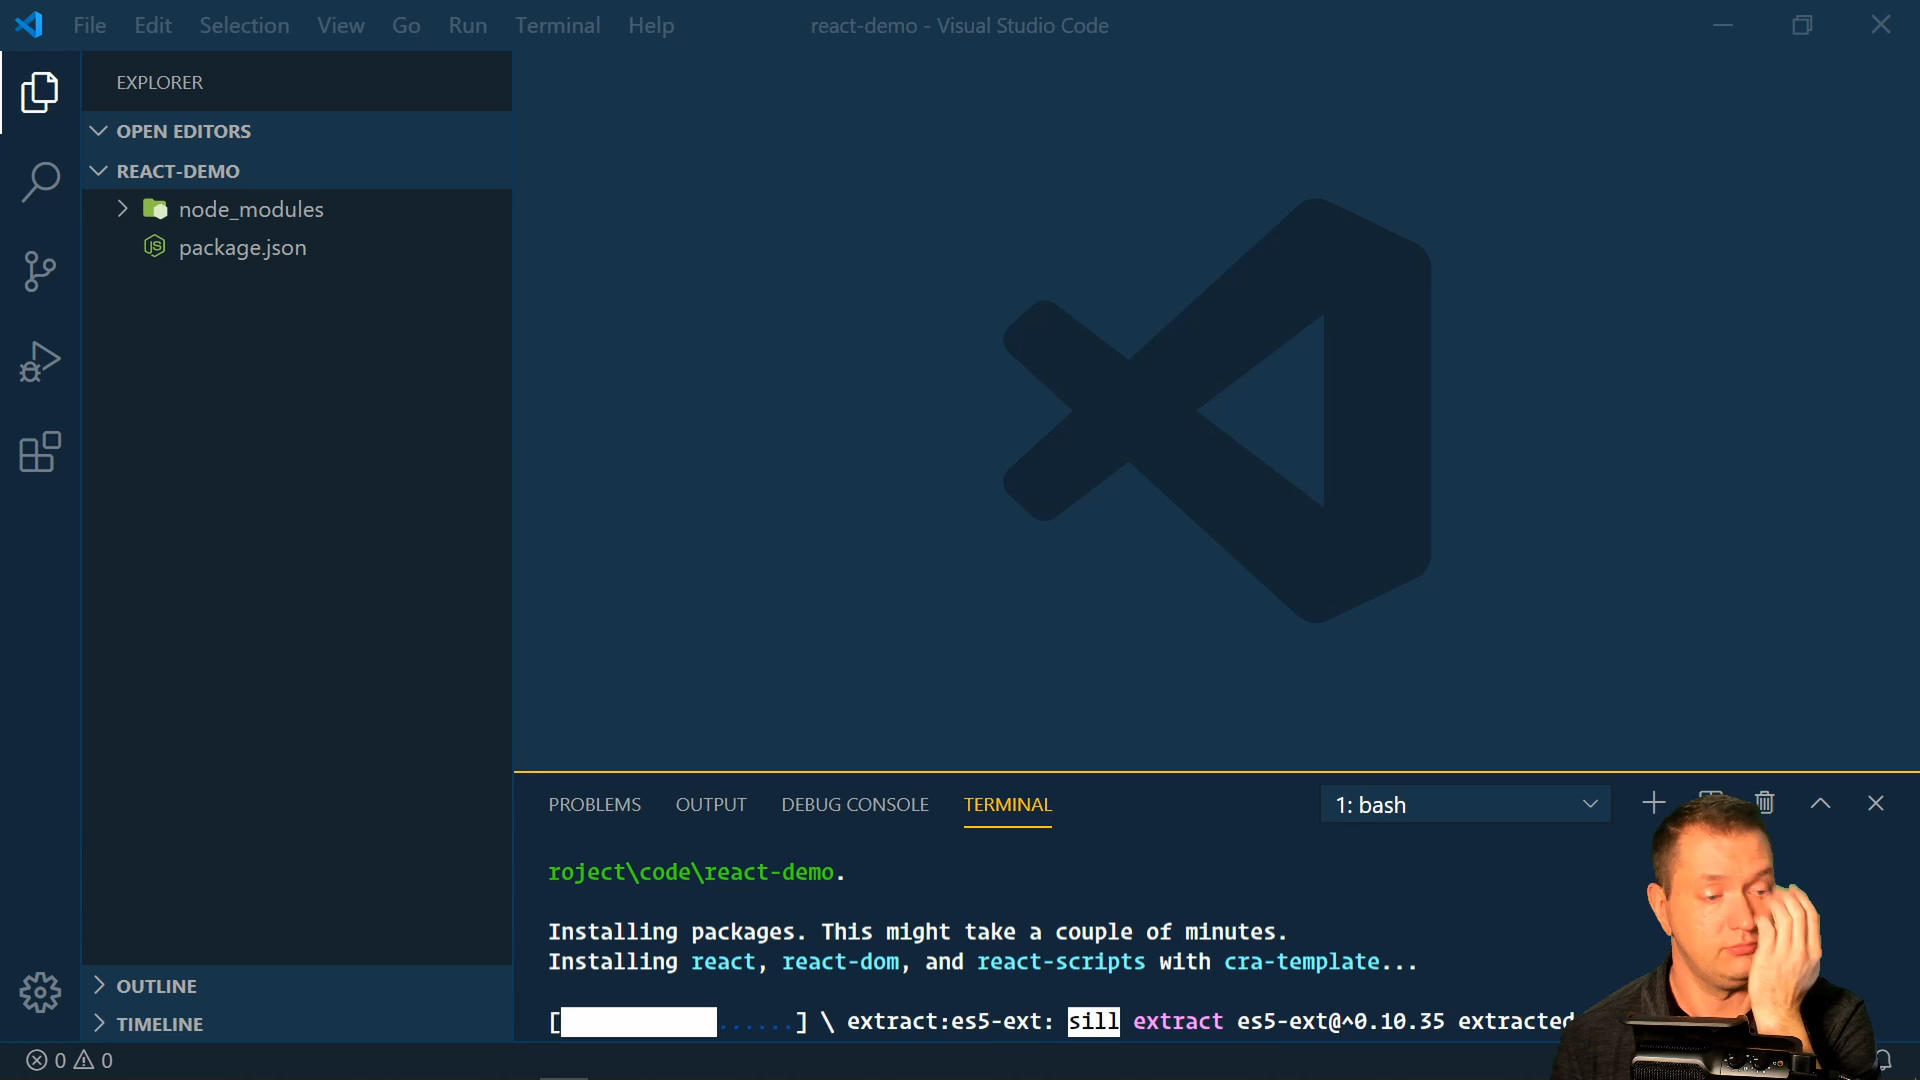 File Edit Selection View Go Run Terminal Help
react-demo - Visual Studio Code
EXPLORER
OPEN EDITORS
REACT-DEMO
node_modules
JS
package.json
OUTLINE
TIMELINE
PROBLEMS OUTPUT DEBUG CONSOLE TERMINAL
1: bash
roject\code\react-demo.
Installing packages. This might take a couple of minutes.
Installing react, react-dom, and react-scripts with cra-template...
[ ......] \ extract:es5-ext: sill extract es5-ext@^0.10.35 extracted
0 0